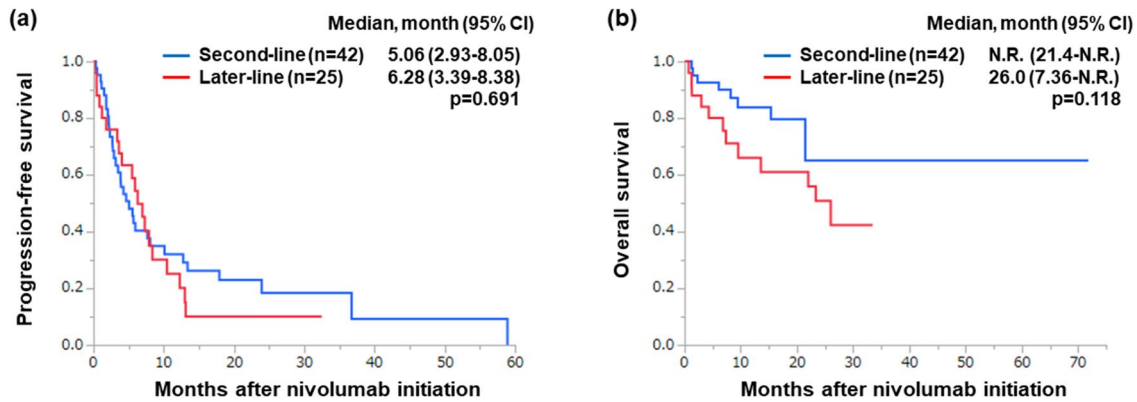 (a)
Median, month (95% CI)
Second-line (n=42) 5.06 (2.93-8.05)
Later-line (n=25) 6.28 (3.39-8.38)
p=0.691
Progression-free survival
1.0
0.8
0.6
0.4
0.2
0.0
0 10 20 30 40 50 60
Months after nivolumab initiation
(b)
Median, month (95% CI)
Second-line (n=42) N.R. (21.4-N.R.)
Later-line (n=25) 26.0 (7.36-N.R.)
p=0.118
Overall survival
1.0
0.8
0.6
0.4
0.2
0.0
0 10 20 30 40 50 60 70
Months after nivolumab initiation